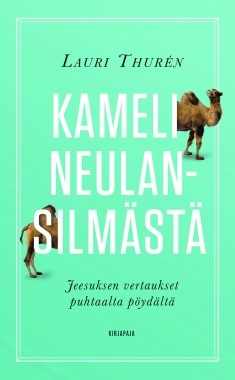 LAURI THURÉN
KAMELI
NEULAN-
SILMÄSTÄ
Jeesuksen vertaukset
puhtaalta pöydältä
KIRJAPAJA